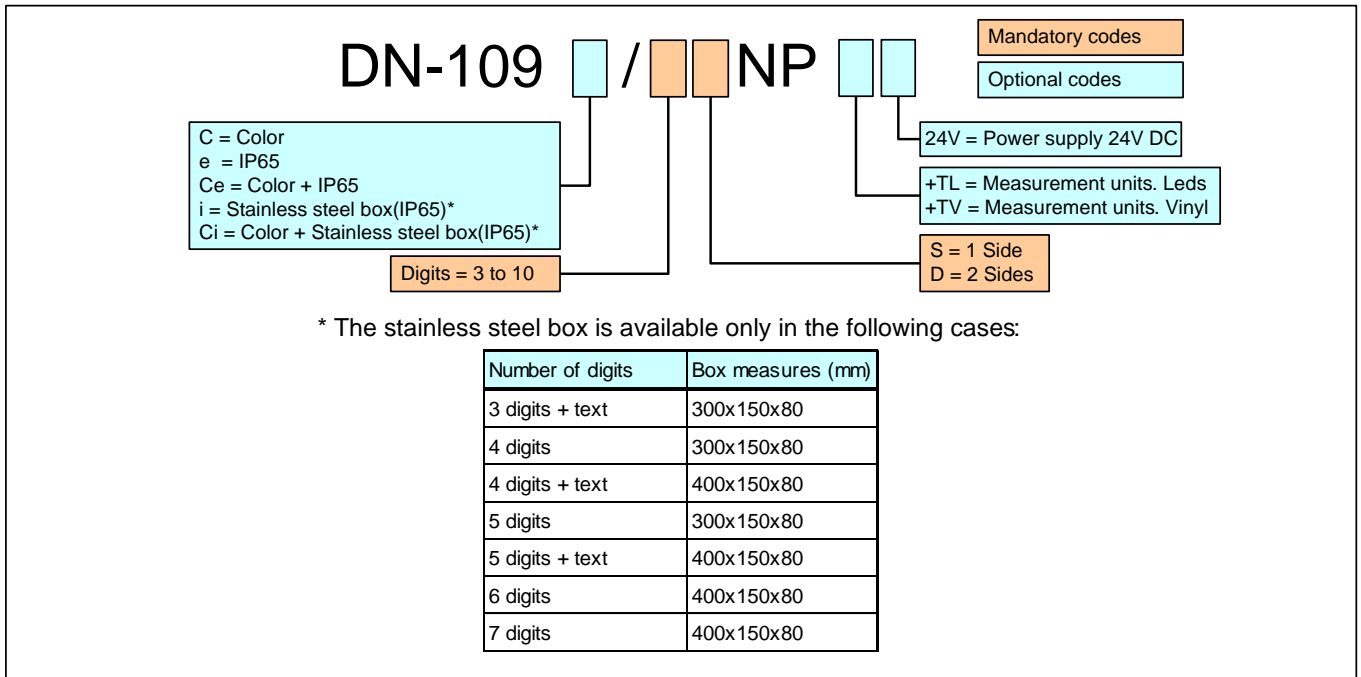 DN-109 / NP
Mandatory codes
Optional codes
C = Color
e = IP65
Ce = Color + IP65
i = Stainless steel box(IP65)*
Ci = Color + Stainless steel box(IP65)*
24V = Power supply 24V DC
+TL = Measurement units. Leds
+TV = Measurement units. Vinyl
Digits = 3 to 10
S = 1 Side
D = 2 Sides
* The stainless steel box is available only in the following cases:
Number of digits Box measures (mm)
3 digits + text 300x150x80
4 digits 300x150x80
4 digits + text 400x150x80
5 digits 300x150x80
5 digits + text 400x150x80
6 digits 400x150x80
7 digits 400x150x80